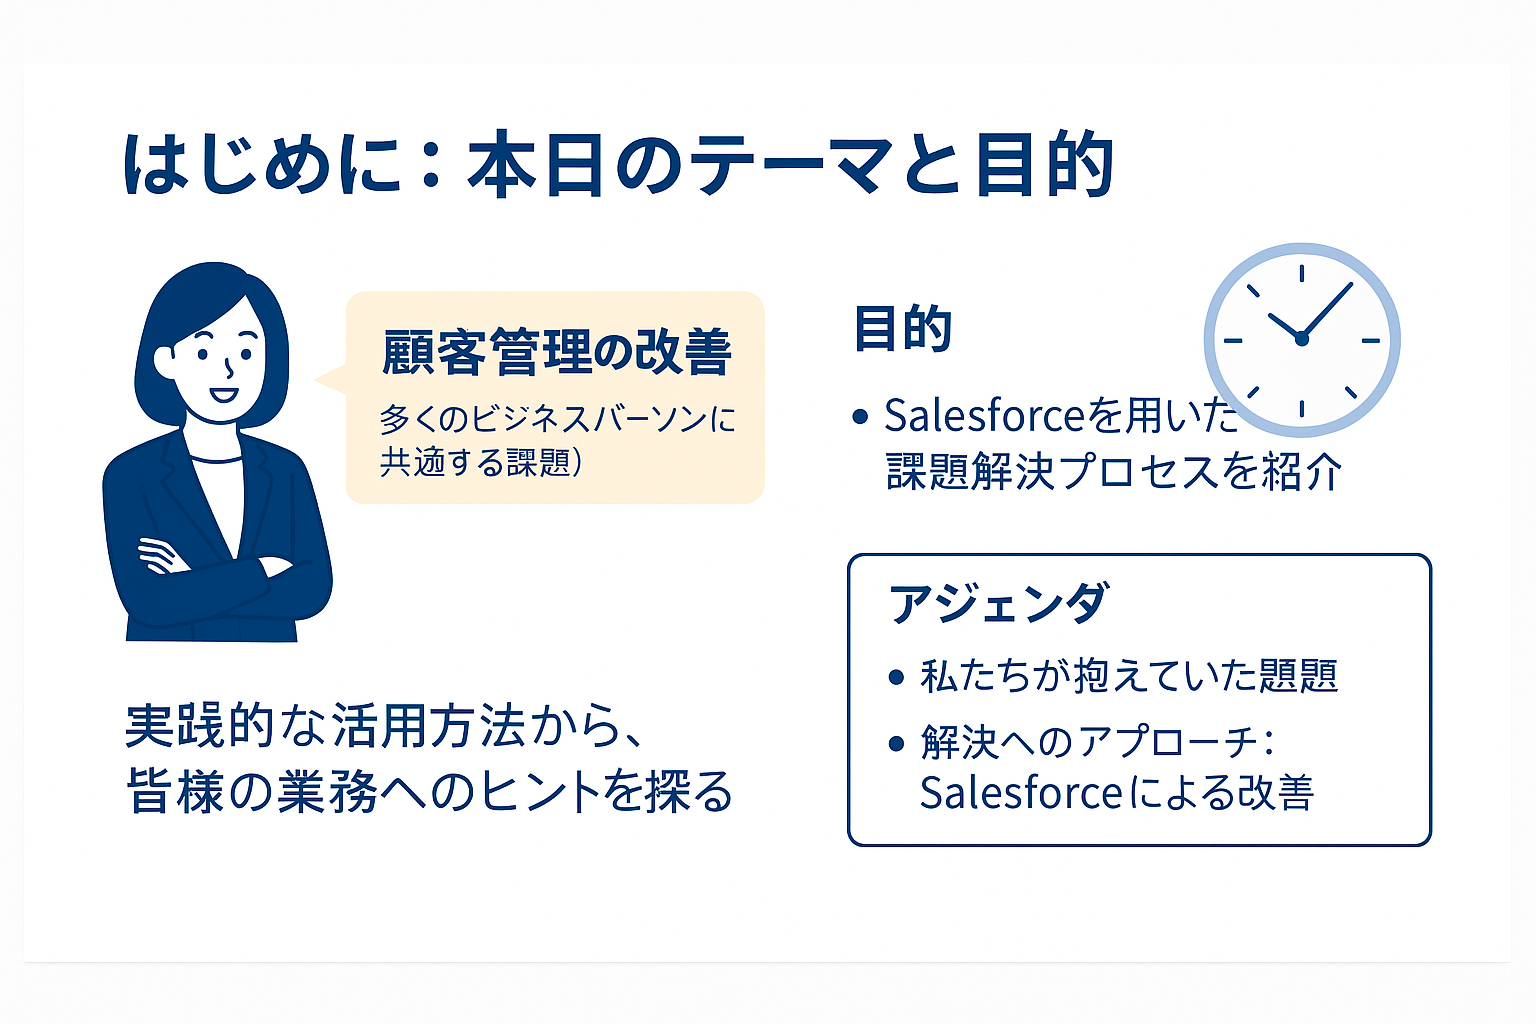 はじめに：本日のテーマと目的
顧客管理の改善
多くのビジネスバーソンに
共適する課題）
実践的な活用方法から、
皆様の業務へのヒントを探る
目的
• Salesforceを用いた
課題解決プロセスを紹介
アジェンダ
• 私たちが抱えていた題題
• 解決へのアプローチ：
Salesforceによる改善